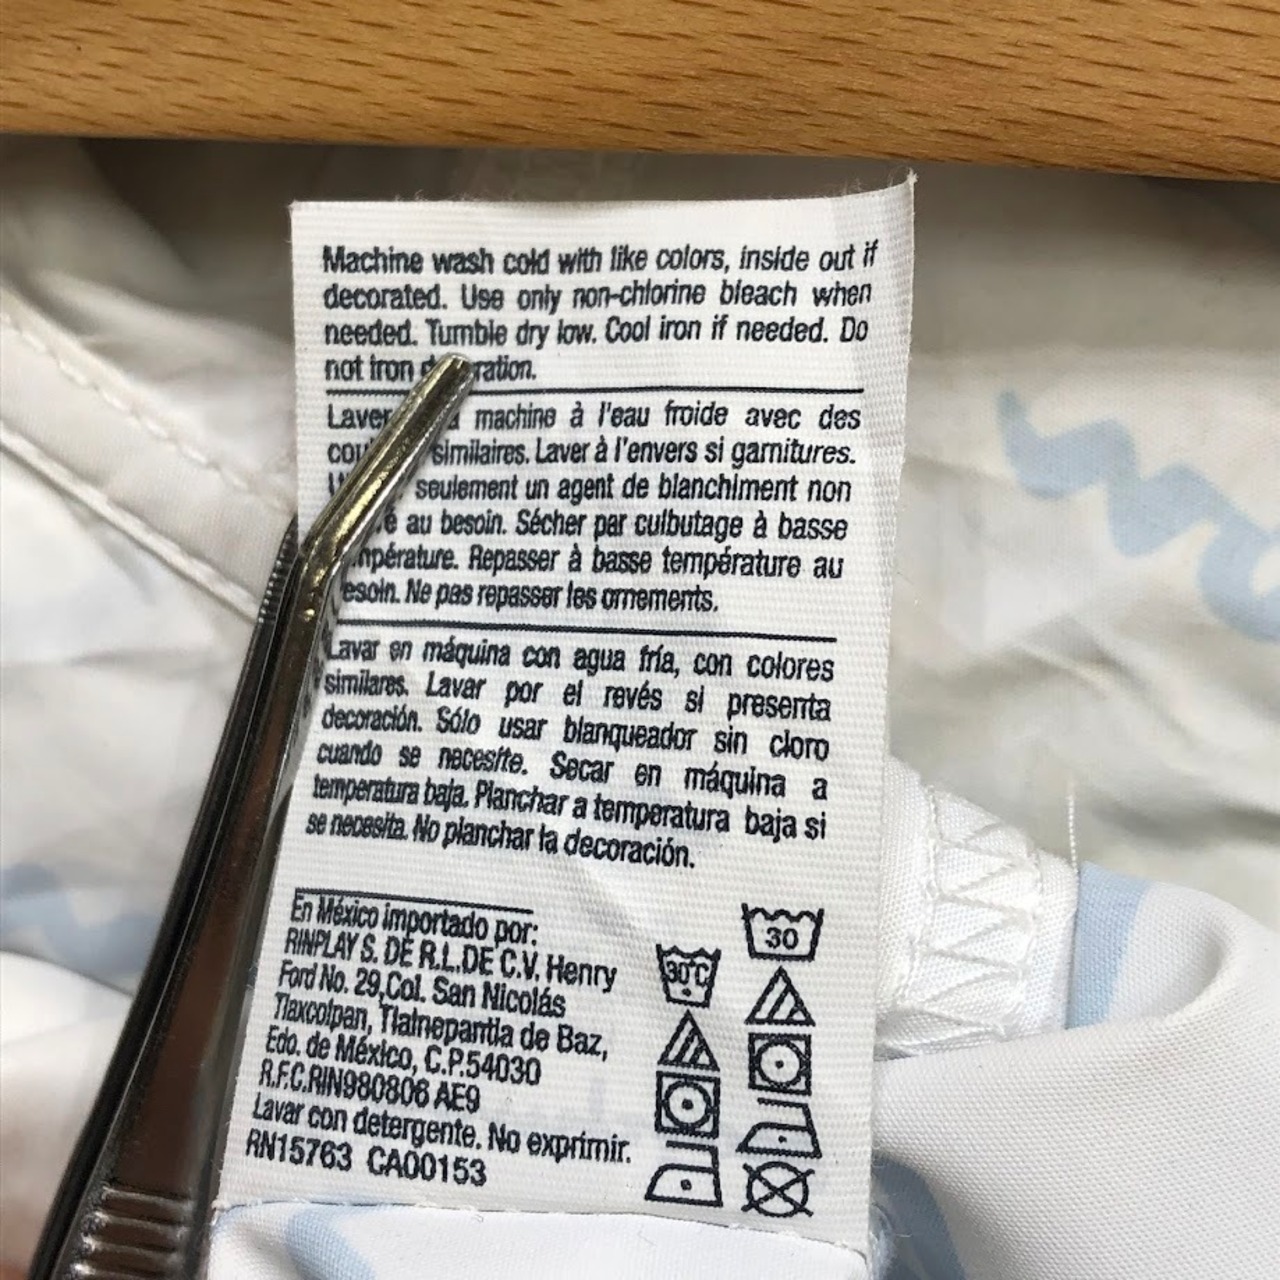 Machine wash cold with like colors, inside out if
decorated. Use only non-chlorine bleach when
needed. Tumble dry low. Cool iron if needed. Do
not iron
Laver machine à l'eau froide avec des
similaires. Laver à l'envers si garnitures.
seulement un agent de blanchiment non
au besoin. Sécher par culbutage à basse
Repasser à basse température au
Ne pas repasser les ornements.
Lavar en máquina con agua fría, con colores
similares. Lavar por el revés si presenta
decoración. Sólo usar blanqueador sin cloro
cuando se necesite. Secar en máquina a
temperatura baja. Planchar a temperatura baja si
se necesita. No planchar la decoración.
En México importado por:
RINPLAY S. DE R.L.DE C.V. Henry
Ford No. 29,Col. San Nicolás
Tlaxcolpan, Tlalnepantla de Baz,
Edo. de México, C.P.54030
R.F.C.RIN980806 AE9
Lavar con detergente. No exprimir.
RN15763 CA00153
30°C
30